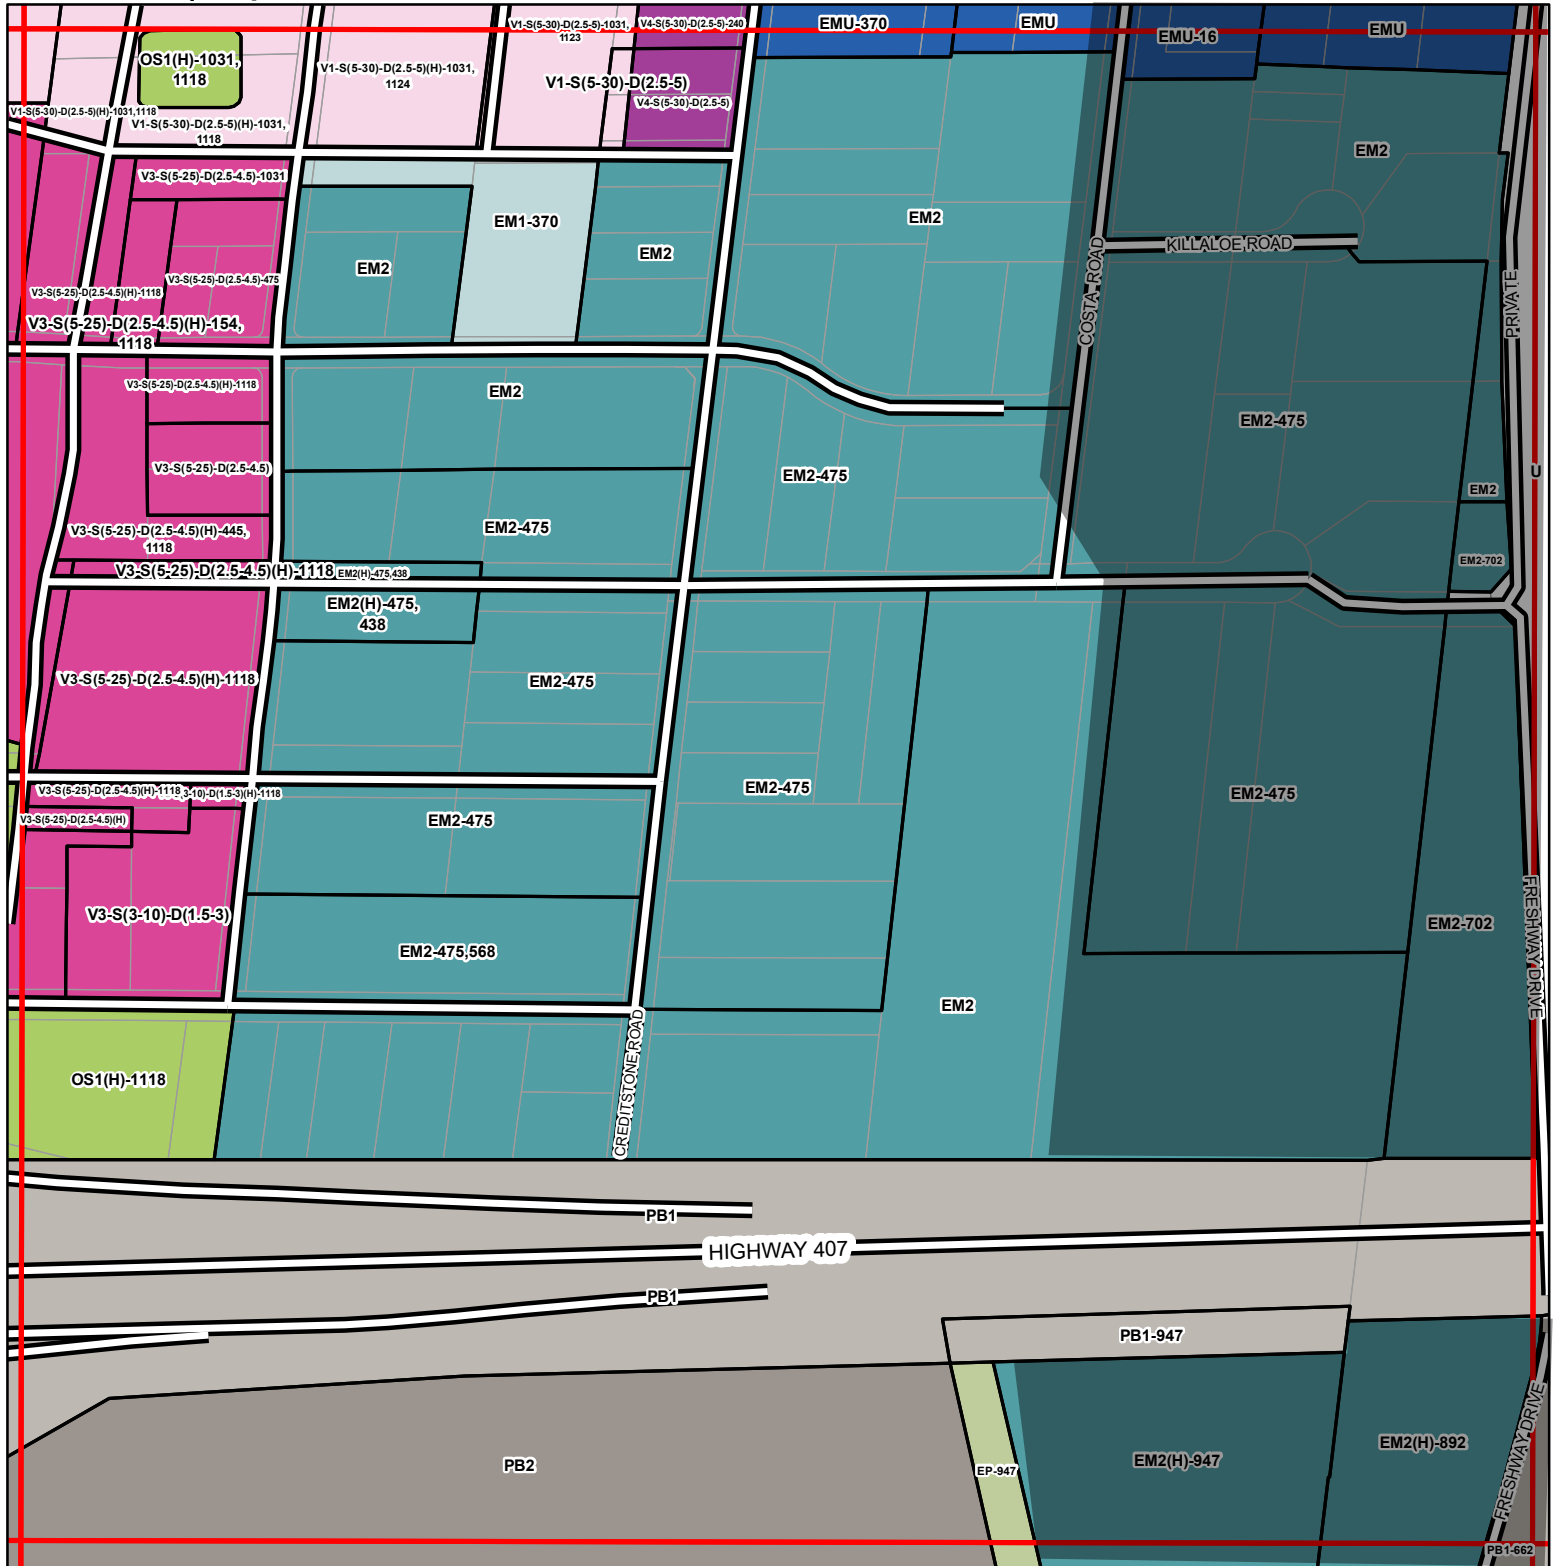 V1-S(5-30)-D(2.5-5)-1031,
1123
V4-S(5-30)-D(2.5-5)-240
EMU-370
EMU
EMU-16
EMU
OS1(H)-1031,
1118
V1-S(5-30)-D(2.5-5)(H)-1031,
1124
V1-S(5-30)-D(2.5-5)
V4-S(5-30)-D(2.5-5)
V1-S(5-30)-D(2.5-5)(H)-1031,1118
V1-S(5-30)-D(2.5-5)(H)-1031,
1118
EM2
V3-S(5-25)-D(2.5-4.5)-1031
EM1-370
EM2
EM2
EM2
KILLALOE ROAD
COSTA ROAD
PRIVATE
V3-S(5-25)-D(2.5-4.5)-475
V3-S(5-25)-D(2.5-4.5)(H)-1118
V3-S(5-25)-D(2.5-4.5)(H)-154,
1118
V3-S(5-25)-D(2.5-4.5)(H)-1118
EM2
EM2-475
V3-S(5-25)-D(2.5-4.5)
EM2-475
U
EM2
V3-S(5-25)-D(2.5-4.5)(H)-445,
1118
EM2-475
EM2-702
V3-S(5-25)-D(2.5-4.5)(H)-1118
EM2(H)-475,438
EM2(H)-475,
438
V3-S(5-25)-D(2.5-4.5)(H)-1118
EM2-475
EM2-475
EM2-475
V3-S(5-25)-D(2.5-4.5)(H)-1118
3-10)-D(1.5-3)(H)-1118
V3-S(5-25)-D(2.5-4.5)(H)
EM2-475
V3-S(3-10)-D(1.5-3)
EM2-702
FRESHWAY DRIVE
EM2-475,568
EM2
CREDITSTONE ROAD
OS1(H)-1118
PB1
HIGHWAY 407
PB1
PB1-947
EM2(H)-892
FRESHWAY DRIVE
EM2(H)-947
PB2
EP-947
PB1-662